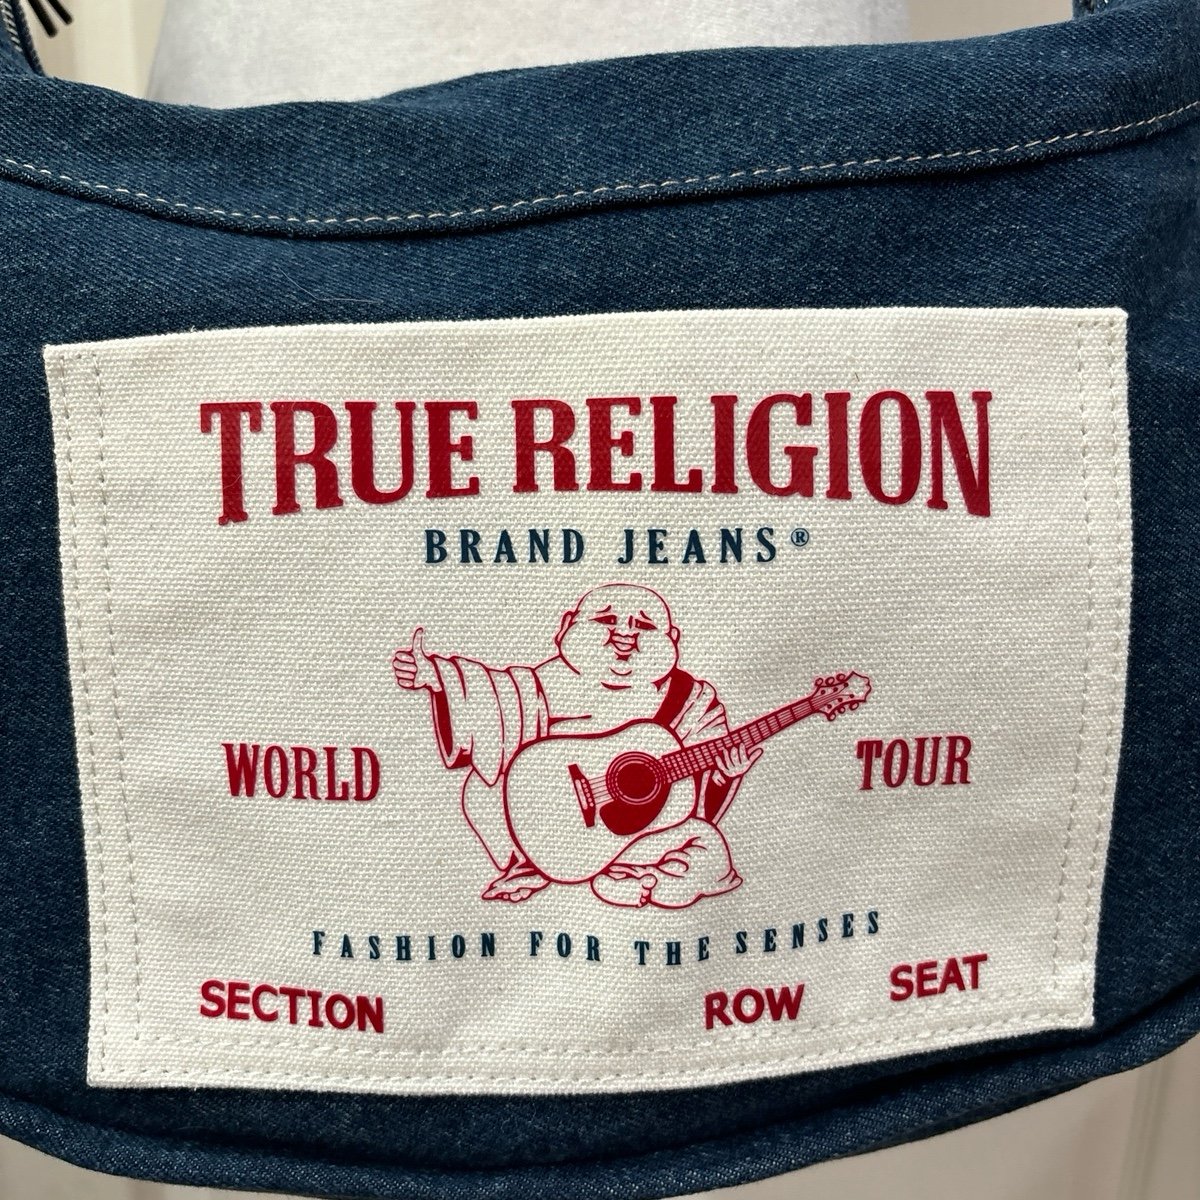 TRUE RELIGION
BRAND JEANS®
WORLD TOUR
FASHION FOR THE SENSES
SECTION ROW SEAT